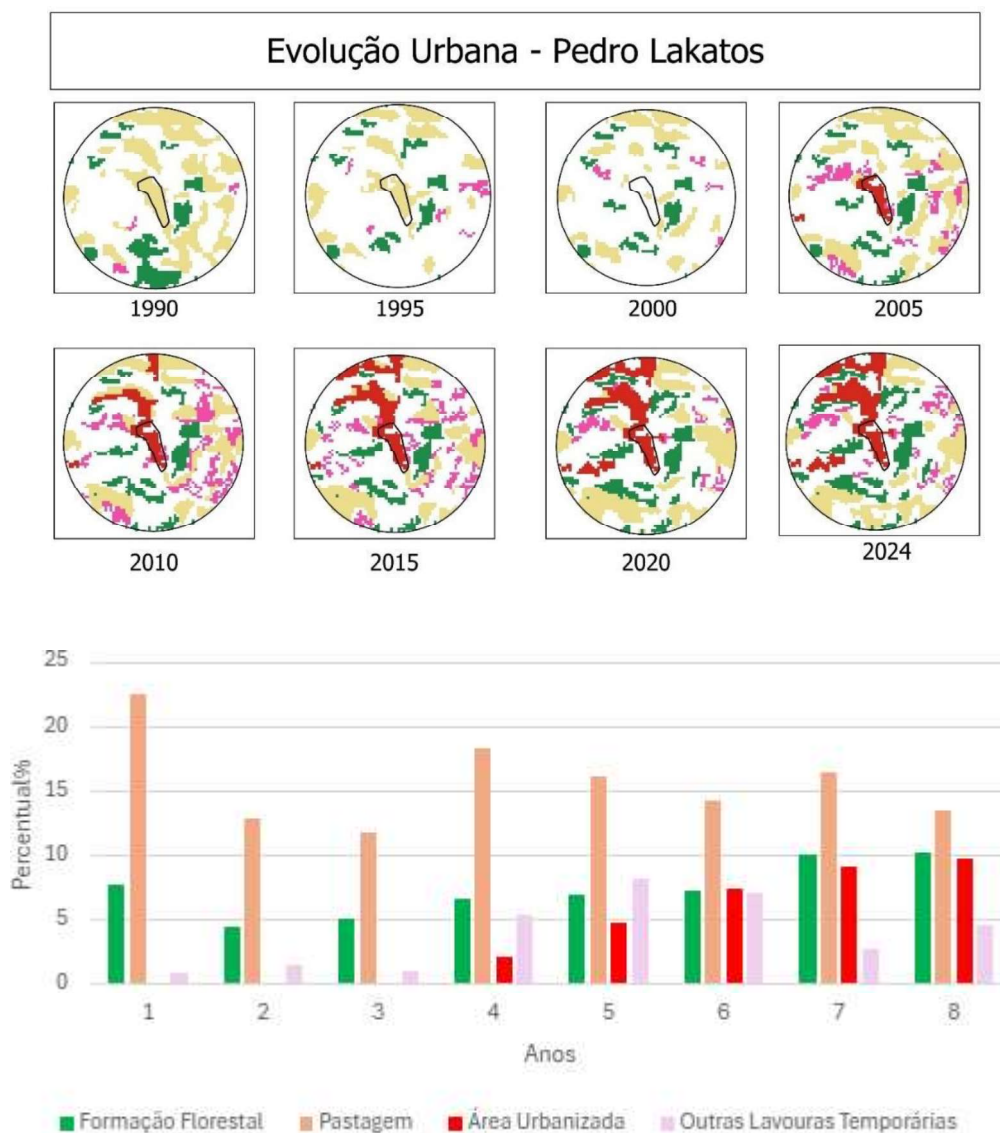 Evolução Urbana - Pedro Lakatos
1990 1995 2000 2005
2010 2015 2020 2024
25
20
15
10
5
0
Percentual%
1 2 3 4 5 6 7 8
Anos
Formação Florestal Pastagem Área Urbanizada Outras Lavouras Temporárias